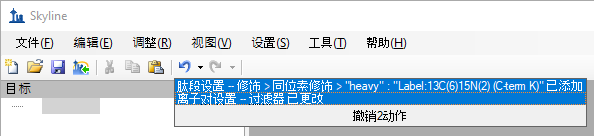 Skyline
文件(F) 编辑(E) 调整(R) 视图(V) 设置(S) 工具(T) 帮助(H)
目标
肽段设置 – 修饰 > 同位素修饰 > "heavy" : "Label:13C(6)15N(2) (C-term K)" 已添加
离子对设置 – 过滤器 已更改
撤销2动作